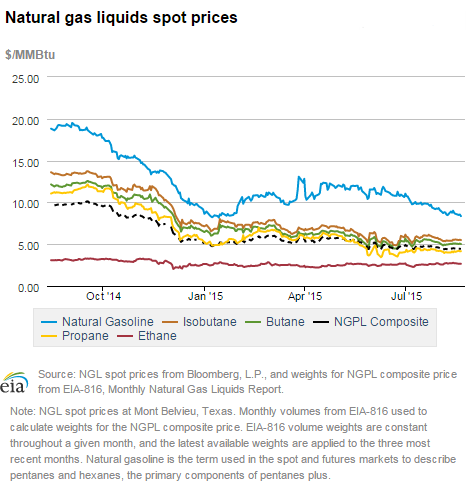 Natural gas liquids spot prices
$/MMBtu
25.00
20.00
15.00
10.00
5.00
0.00
Oct '14 Jan '15 Apr '15 Jul '15
Natural Gasoline Isobutane Butane NGPL Composite
Propane Ethane
eia
Source: NGL spot prices from Bloomberg, L.P., and weights for NGPL composite price
from EIA-816, Monthly Natural Gas Liquids Report.
Note: NGL spot prices at Mont Belvieu, Texas. Monthly volumes from EIA-816 used to
calculate weights for the NGPL composite price. EIA-816 volume weights are constant
throughout a given month, and the latest available weights are applied to the three most
recent months. Natural gasoline is the term used in the spot and futures markets to describe
pentanes and hexanes, the primary components of pentanes plus.